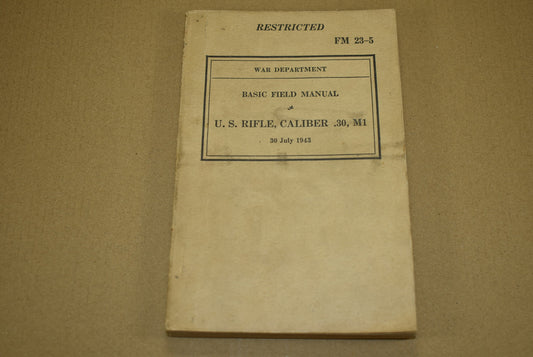 RESTRICTED
FM 23-5
WAR DEPARTMENT
BASIC FIELD MANUAL
U. S. RIFLE, CALIBER .30, M1
30 July 1943